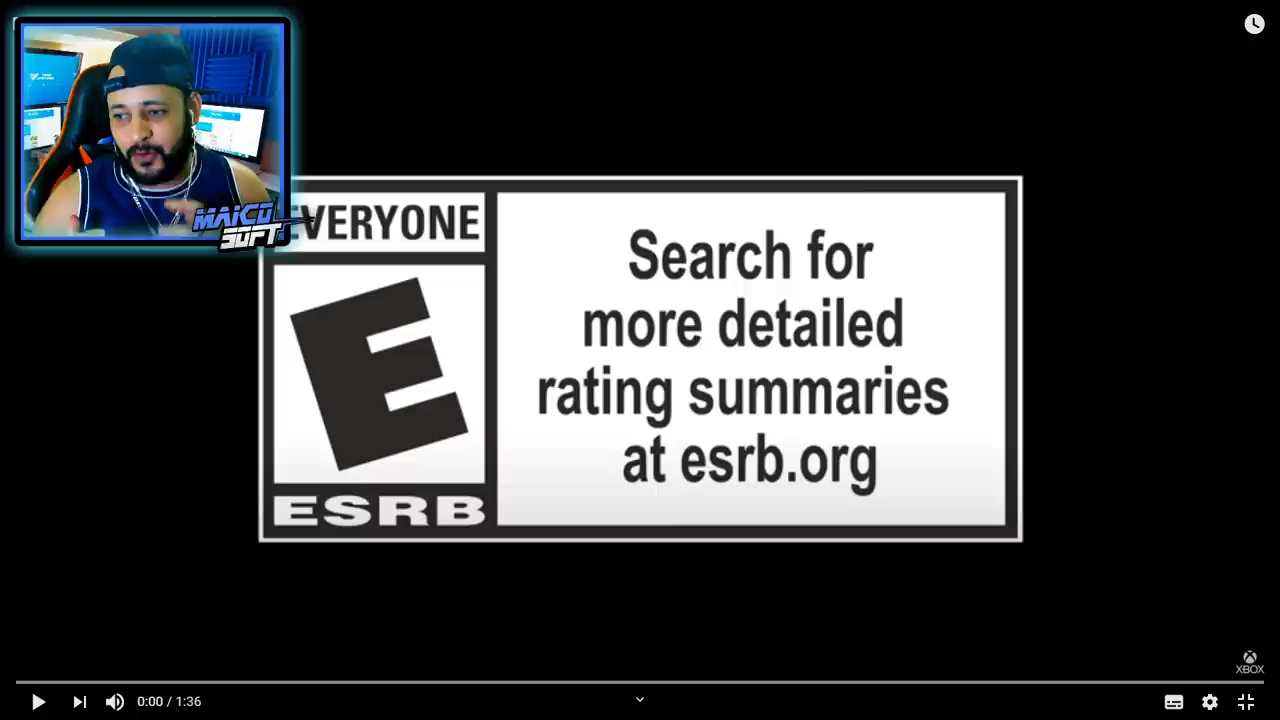 MAICO
SOFT
EVERYONE
E
ESRB
Search for
more detailed
rating summaries
at esrb.org
XBOX
0:00 / 1:36